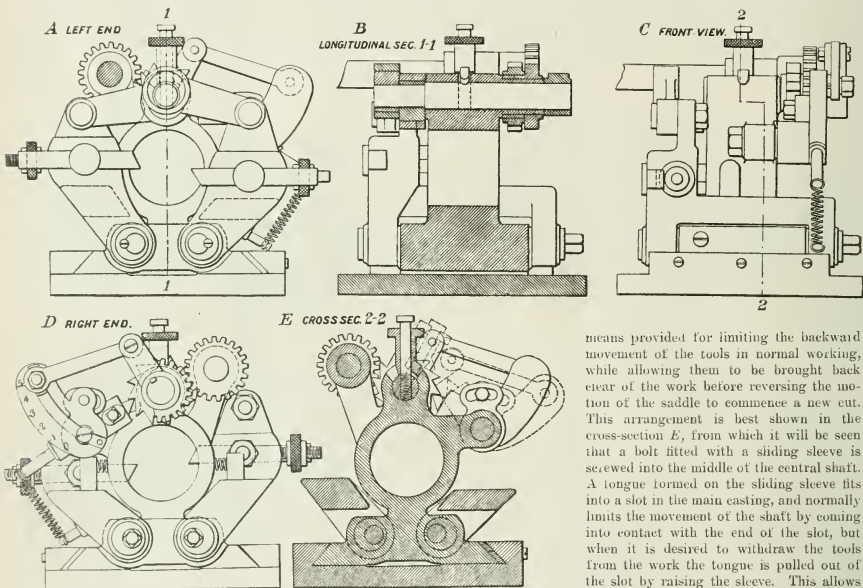 A LEFT END
1
B
LONGITUDINAL SEC. 1-1
C FRONT VIEW.
2
1
2
D RIGHT END.
E CROSS SEC. 2-2
5
4
3
2
1
means provided for limiting the backward
movement of the tools in normal working,
while allowing them to be brought back
clear of the work before reversing the mo-
tion of the saddle to commence a new cut.
This arrangement is best shown in the
cross-section E, from which it will be seen
that a bolt fitted with a sliding sleeve is
screwed into the middle of the central shaft.
A tongue formed on the sliding sleeve fits
into a slot in the main casting, and normally
limits the movement of the shaft by coming
into contact with the end of the slot, but
when it is desired to withdraw the tools
from the work the tongue is pulled out of
the slot by raising the sleeve. This allows